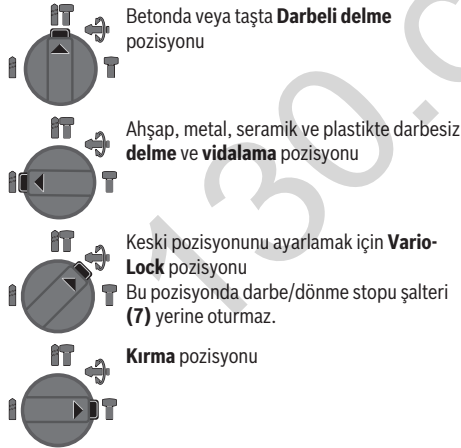 Betonda veya taşta Darbeli delme
pozisyonu
Ahşap, metal, seramik ve plastikte darbesiz
delme ve vidalama pozisyonu
Keski pozisyonunu ayarlamak için Vario-
Lock pozisyonu
Bu pozisyonda darbe/dönme stopu şalteri
(7) yerine oturmaz.
Kırma pozisyonu
130.c